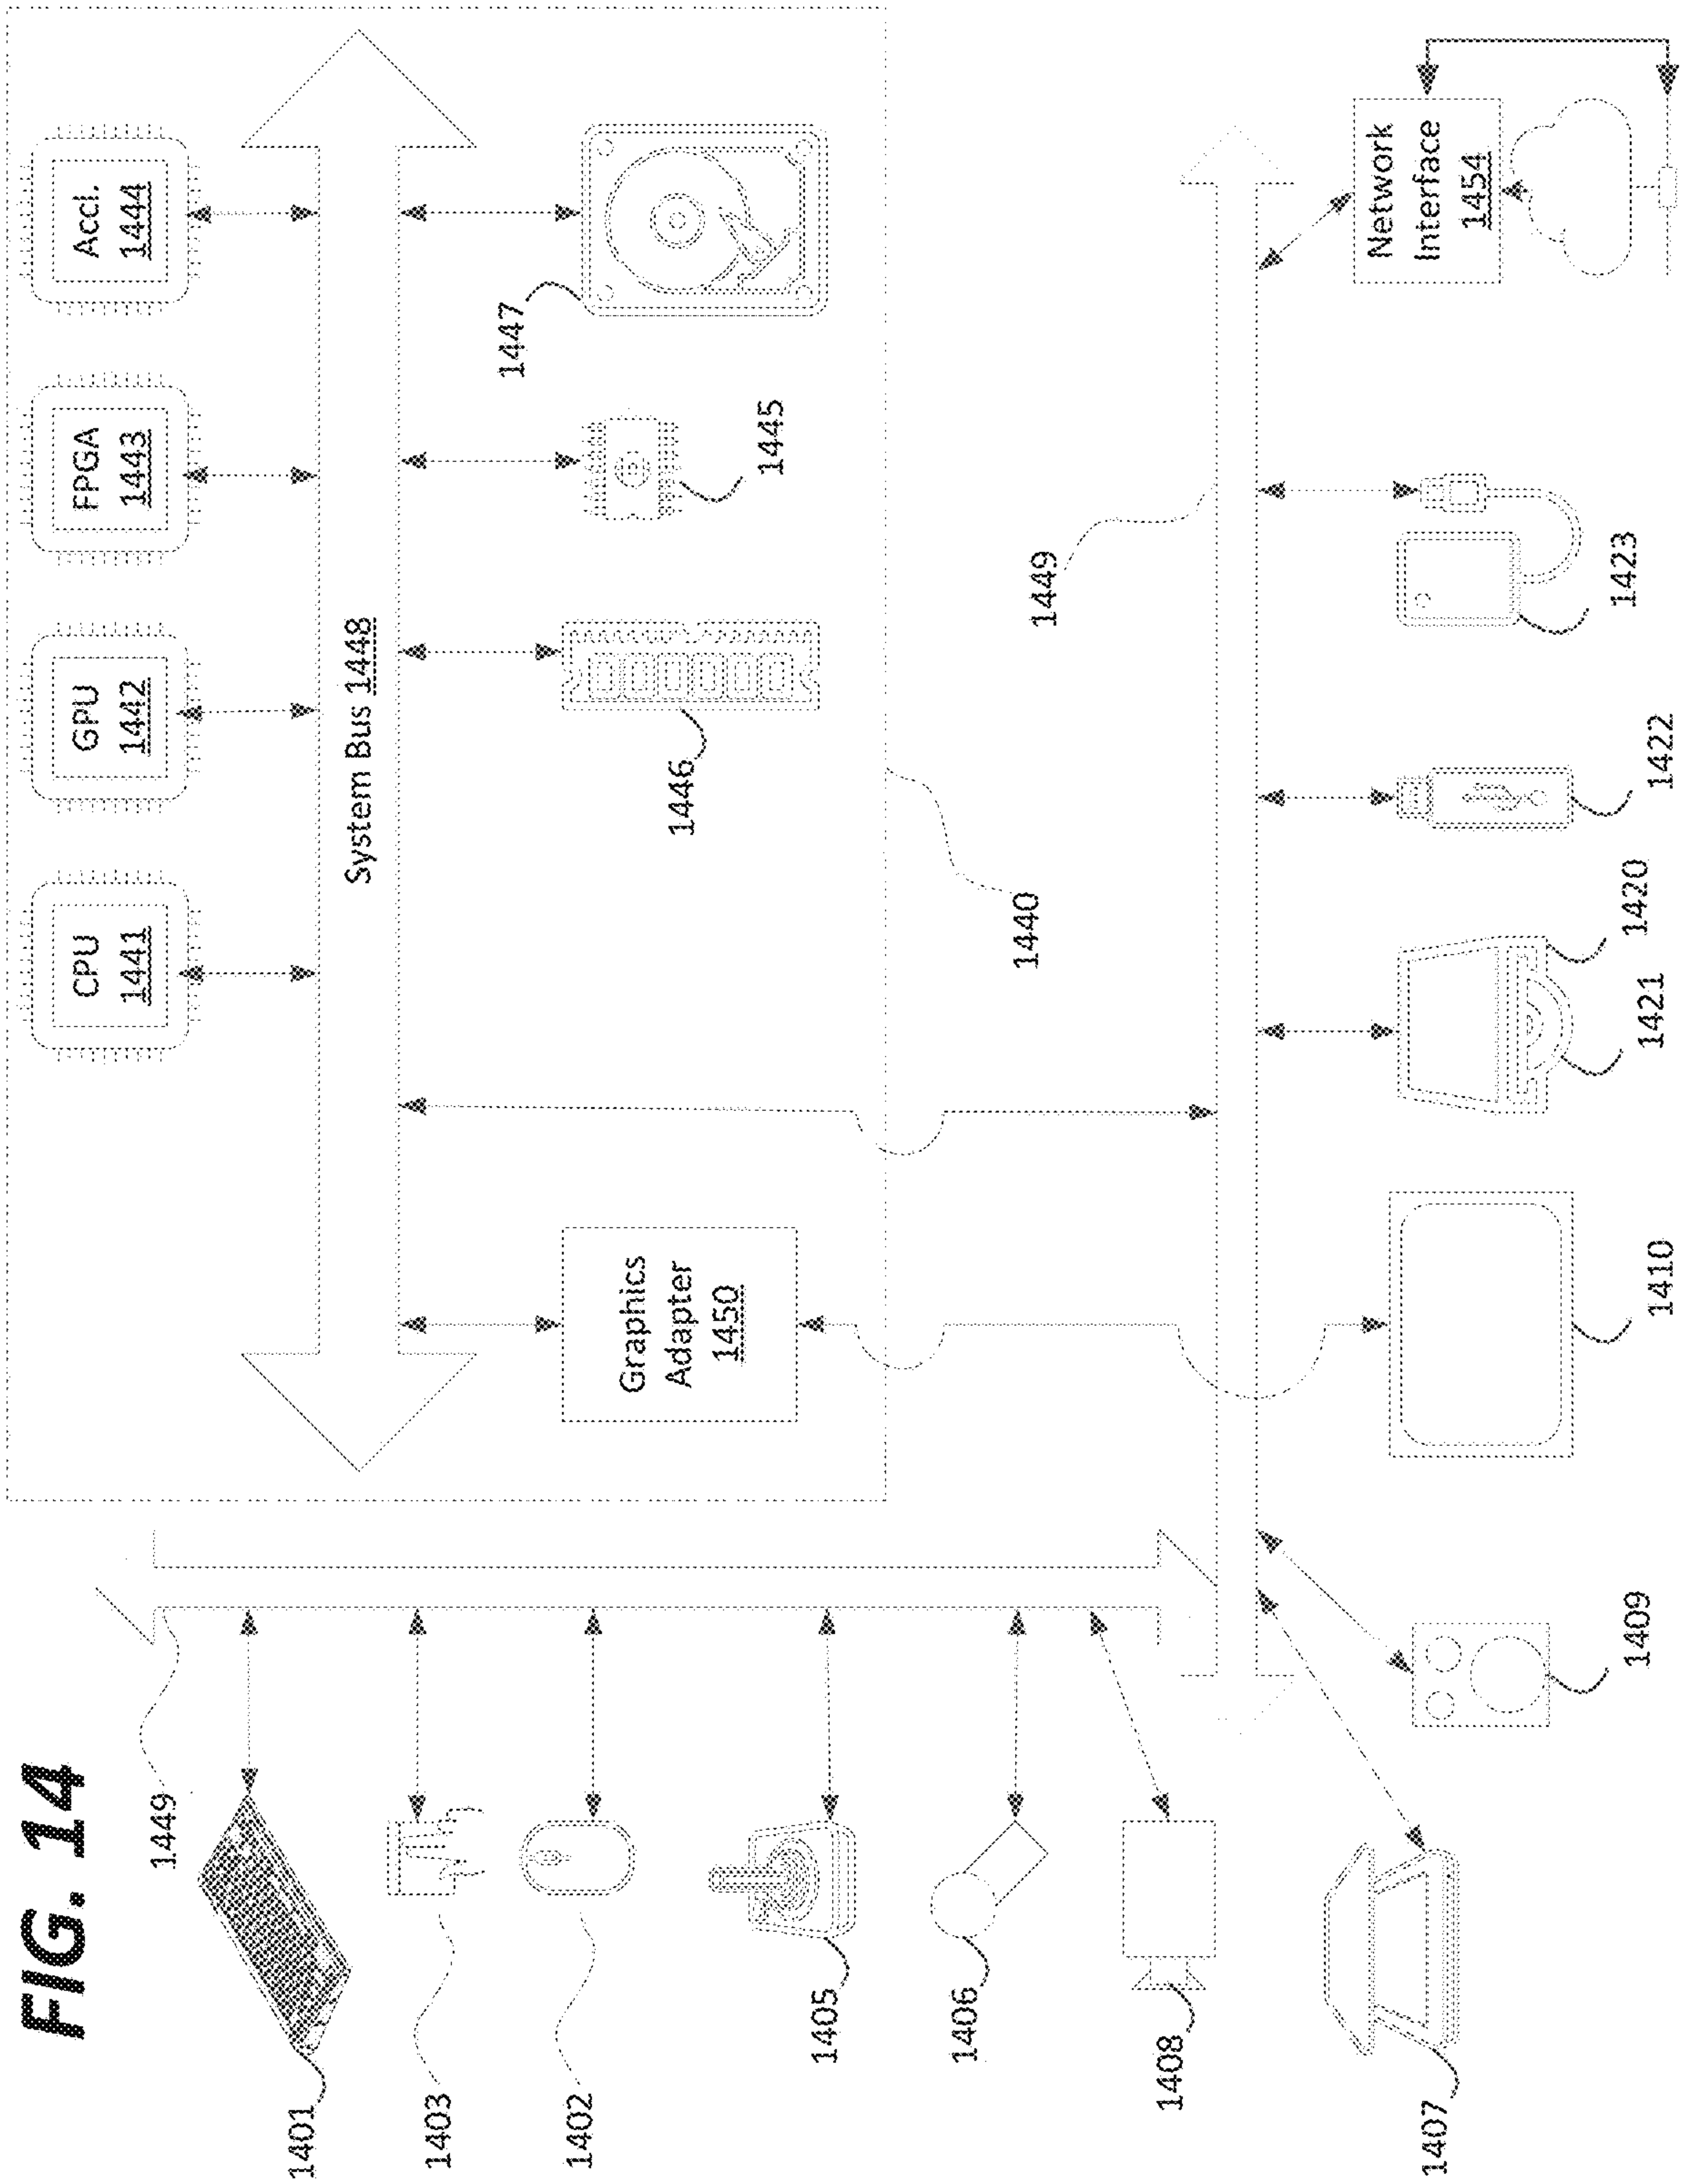 FIG. 14
CPU
1441
GPU
1442
FPGA
1443
Accl.
1444
System Bus 1448
Graphics
Adapter
1450
1446
1445
1447
1440
1449
1449
1401
1403
1402
1405
1406
1408
1407
1409
1410
1421
1420
1422
1423
Network
Interface
1454